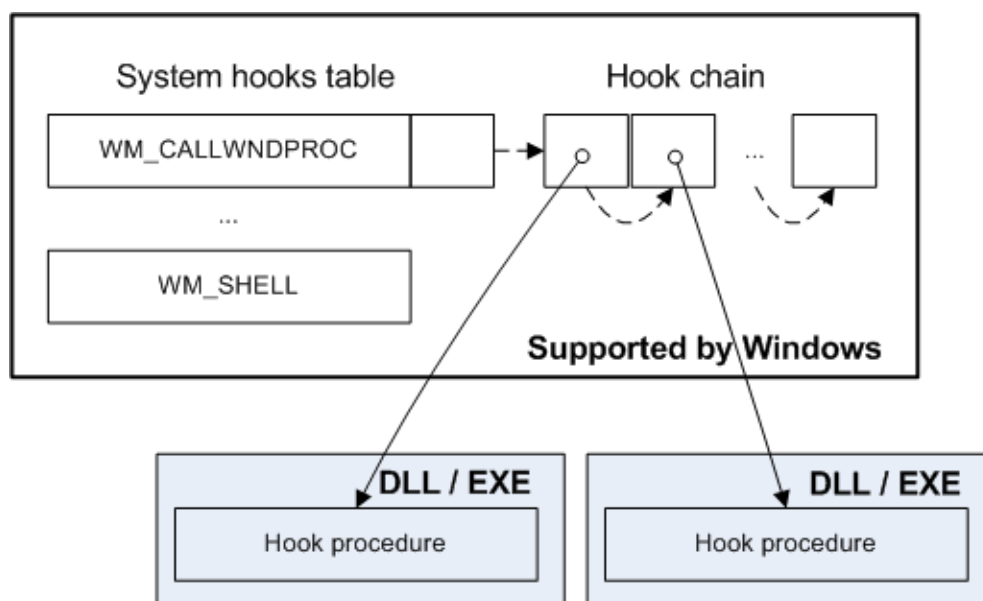 System hooks table
Hook chain
WM_CALLWNDPROC
...
...
WM_SHELL
Supported by Windows
DLL / EXE
Hook procedure
DLL / EXE
Hook procedure